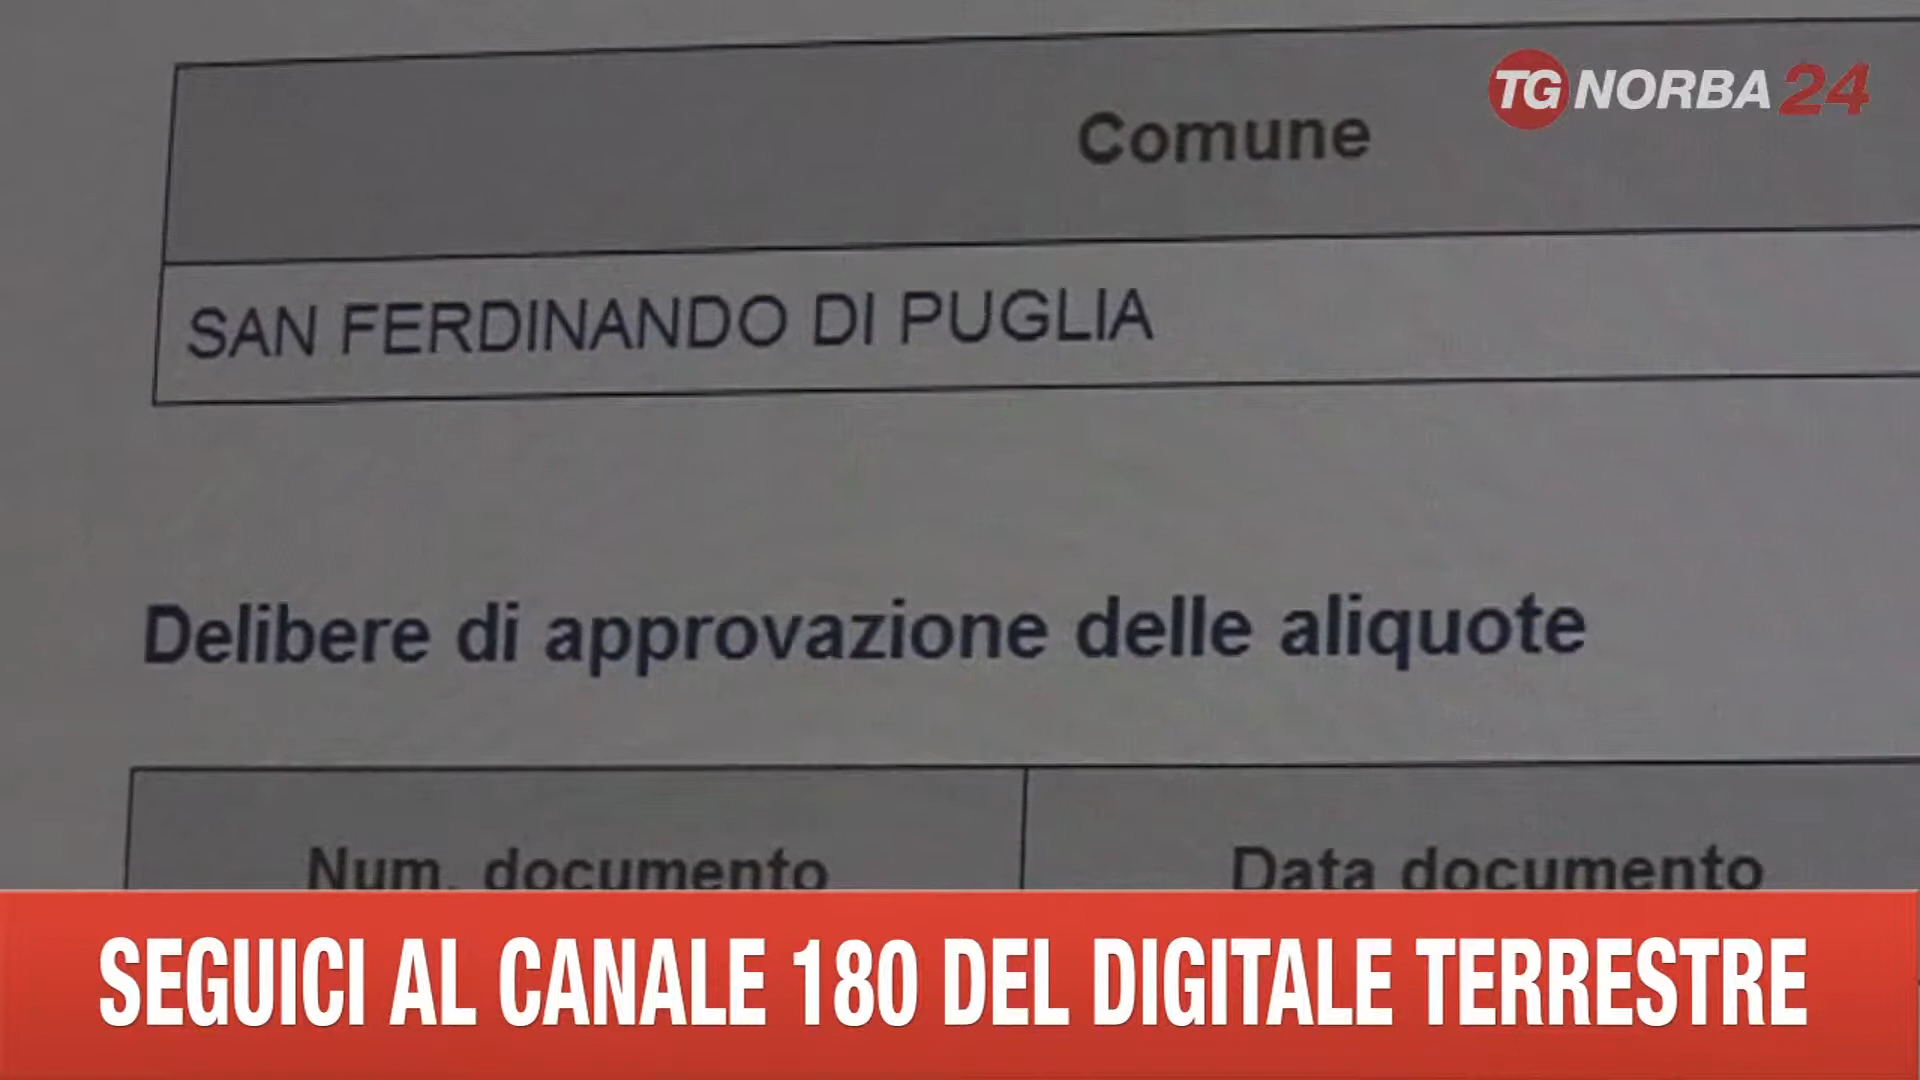 TG NORBA 24
Comune
SAN FERDINANDO DI PUGLIA
Delibere di approvazione delle aliquote
Num. documento
Data documento
SEGUICI AL CANALE 180 DEL DIGITALE TERRESTRE